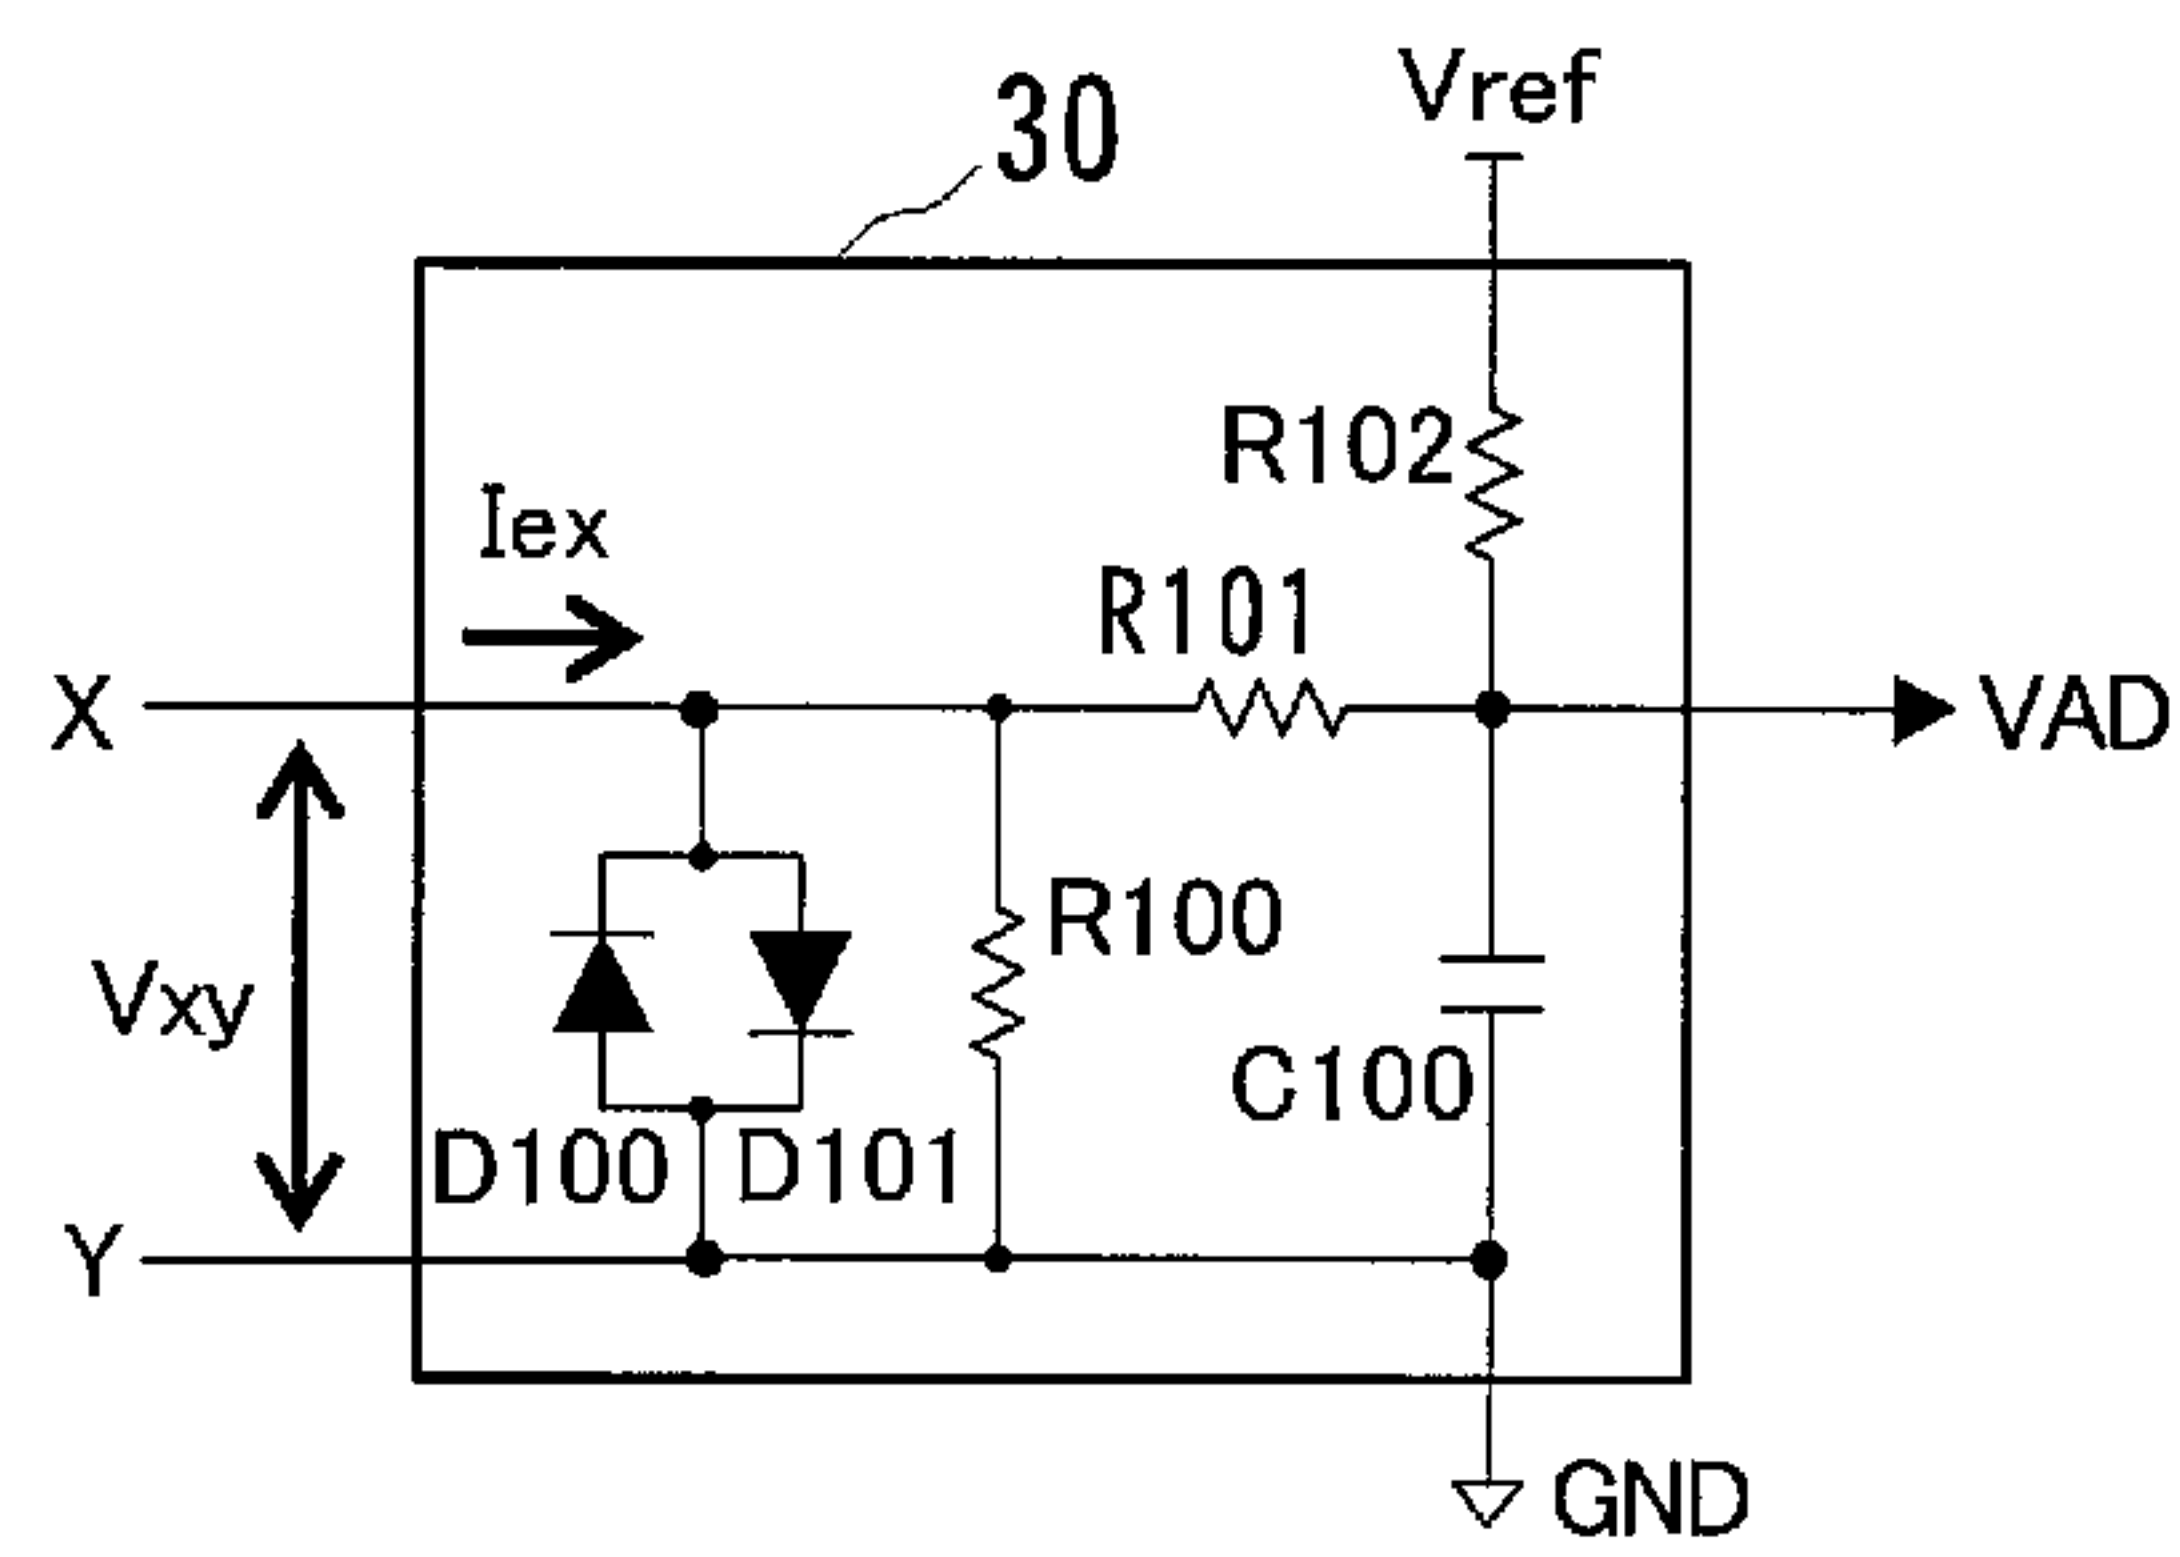 30
Vref
R102
Iex
R101
X
VAD
R100
Vxy
C100
D100
D101
Y
GND